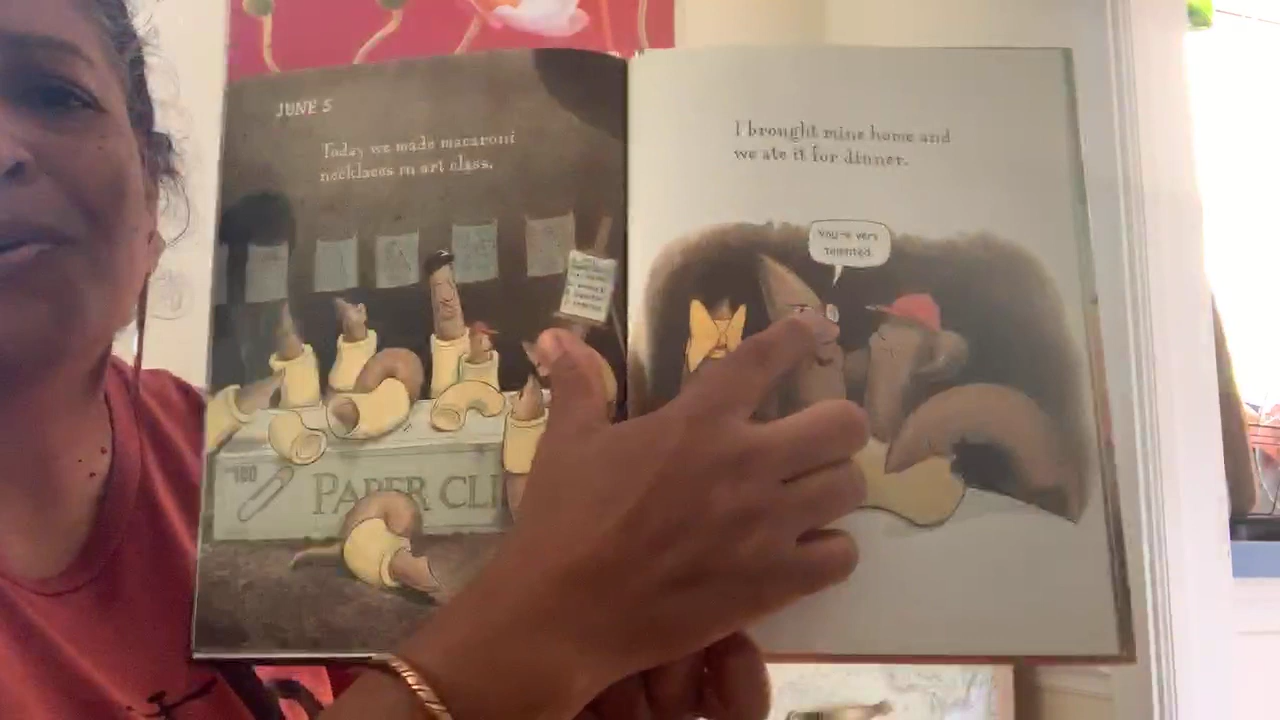 JUNE 5
Today we made macaroni
necklaces in art class.
100
PAPER CLI
I brought mine home and
we ate it for dinner.
You're very
talented.